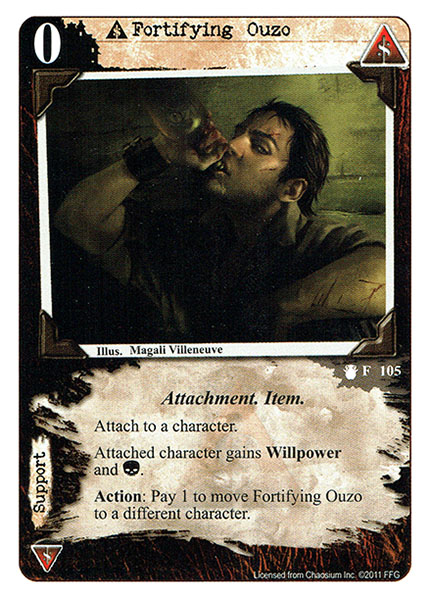 0
Fortifying Ouzo
Illus. Magali Villeneuve
F 105
Attachment. Item.
Attach to a character.
Attached character gains Willpower
and .
Action: Pay 1 to move Fortifying Ouzo
to a different character.
Support
Licensed from Chaosium Inc. ©2011 FFG